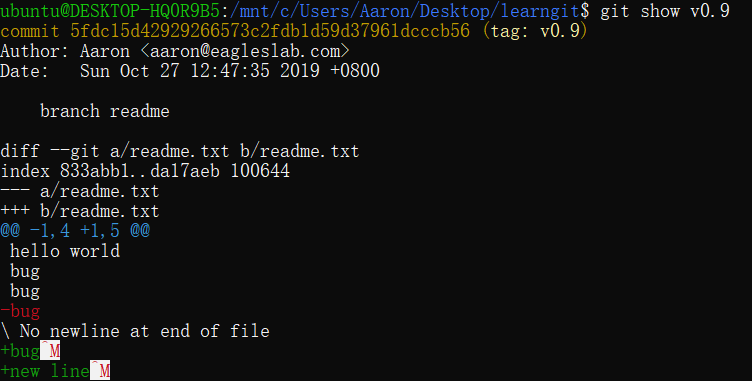 ubuntu@DESKTOP-HQ0R9B5:/mnt/c/Users/Aaron/Desktop/learngit$ git show v0.9
commit 5fdc15d42929266573c2fdb1d59d37961dcccb56 (tag: v0.9)
Author: Aaron <aaron@eagleslab.com>
Date:   Sun Oct 27 12:47:35 2019 +0800

    branch readme

diff --git a/readme.txt b/readme.txt
index 833abb1..da17aeb 100644
--- a/readme.txt
+++ b/readme.txt
@@ -1,4 +1,5 @@
 hello world
 bug
 bug
-bug
\ No newline at end of file
+bug^M
+new line^M